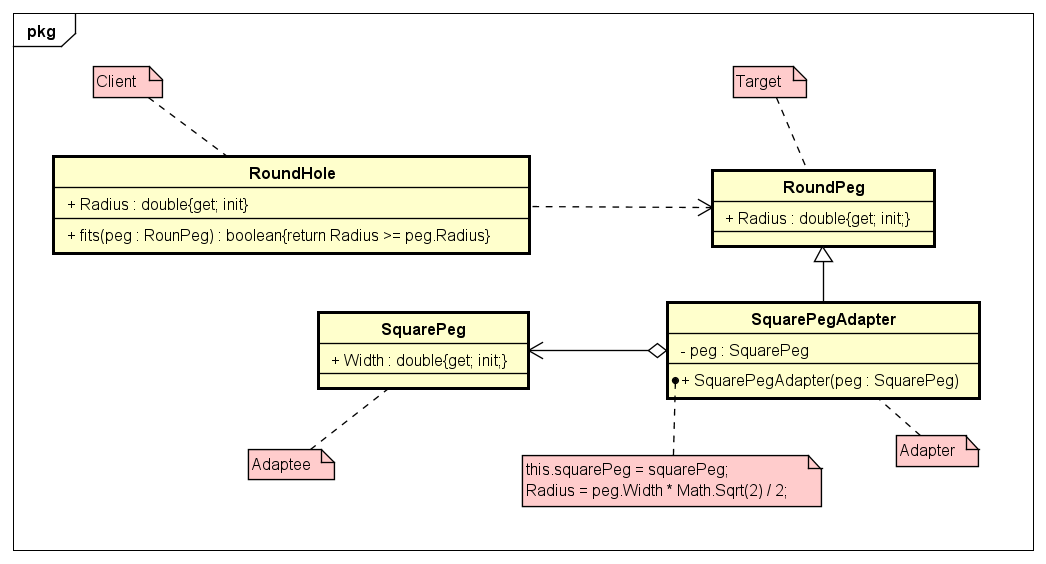 pkg
Client
Target
RoundHole
+ Radius : double{get; init}
+ fits(peg : RounPeg) : boolean{return Radius >= peg.Radius}
RoundPeg
+ Radius : double{get; init;}
SquarePeg
+ Width : double{get; init;}
SquarePegAdapter
- peg : SquarePeg
+ SquarePegAdapter(peg : SquarePeg)
Adaptee
this.squarePeg = squarePeg;
Radius = peg.Width * Math.Sqrt(2) / 2;
Adapter